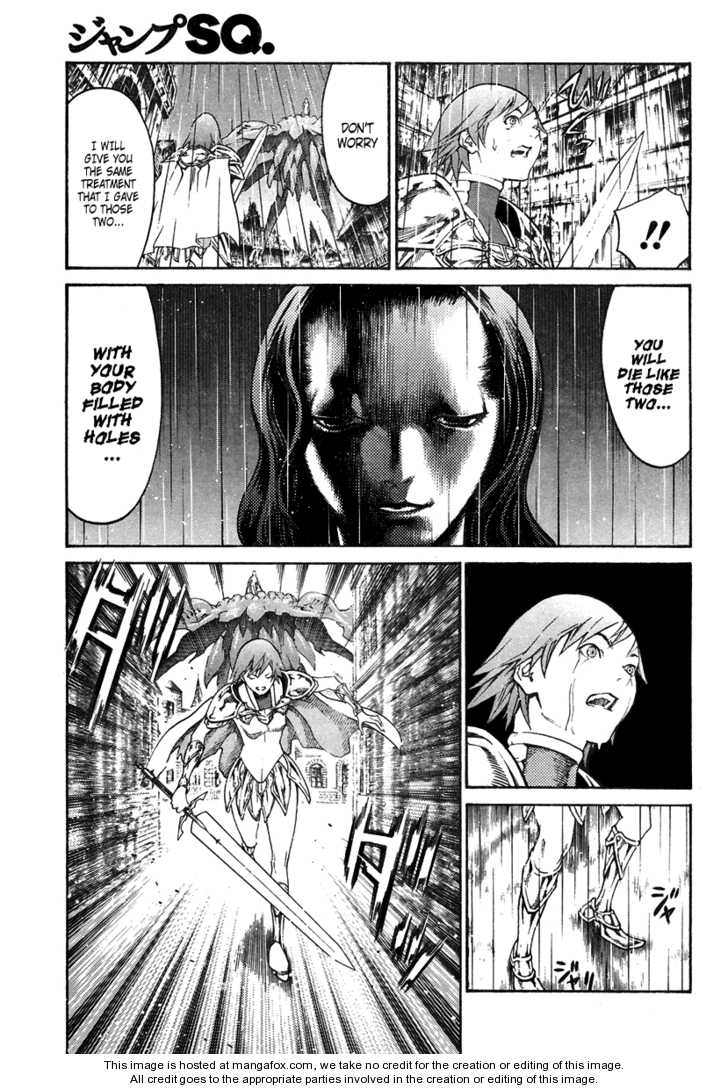 ジャンプSQ.
!!
DON'T
WORRY
I WILL
GIVE YOU
THE SAME
TREATMENT
THAT I GAVE
TO THOSE
TWO...
YOU
WILL
DIE LIKE
THOSE
TWO...
WITH
YOUR
BODY
FILLED
WITH
HOLES
...
ジャ
This image is hosted at mangafox.com, we take no credit for the creation or editing of this image.
All credit goes to the appropriate parties involved in the creation or editing of this image.